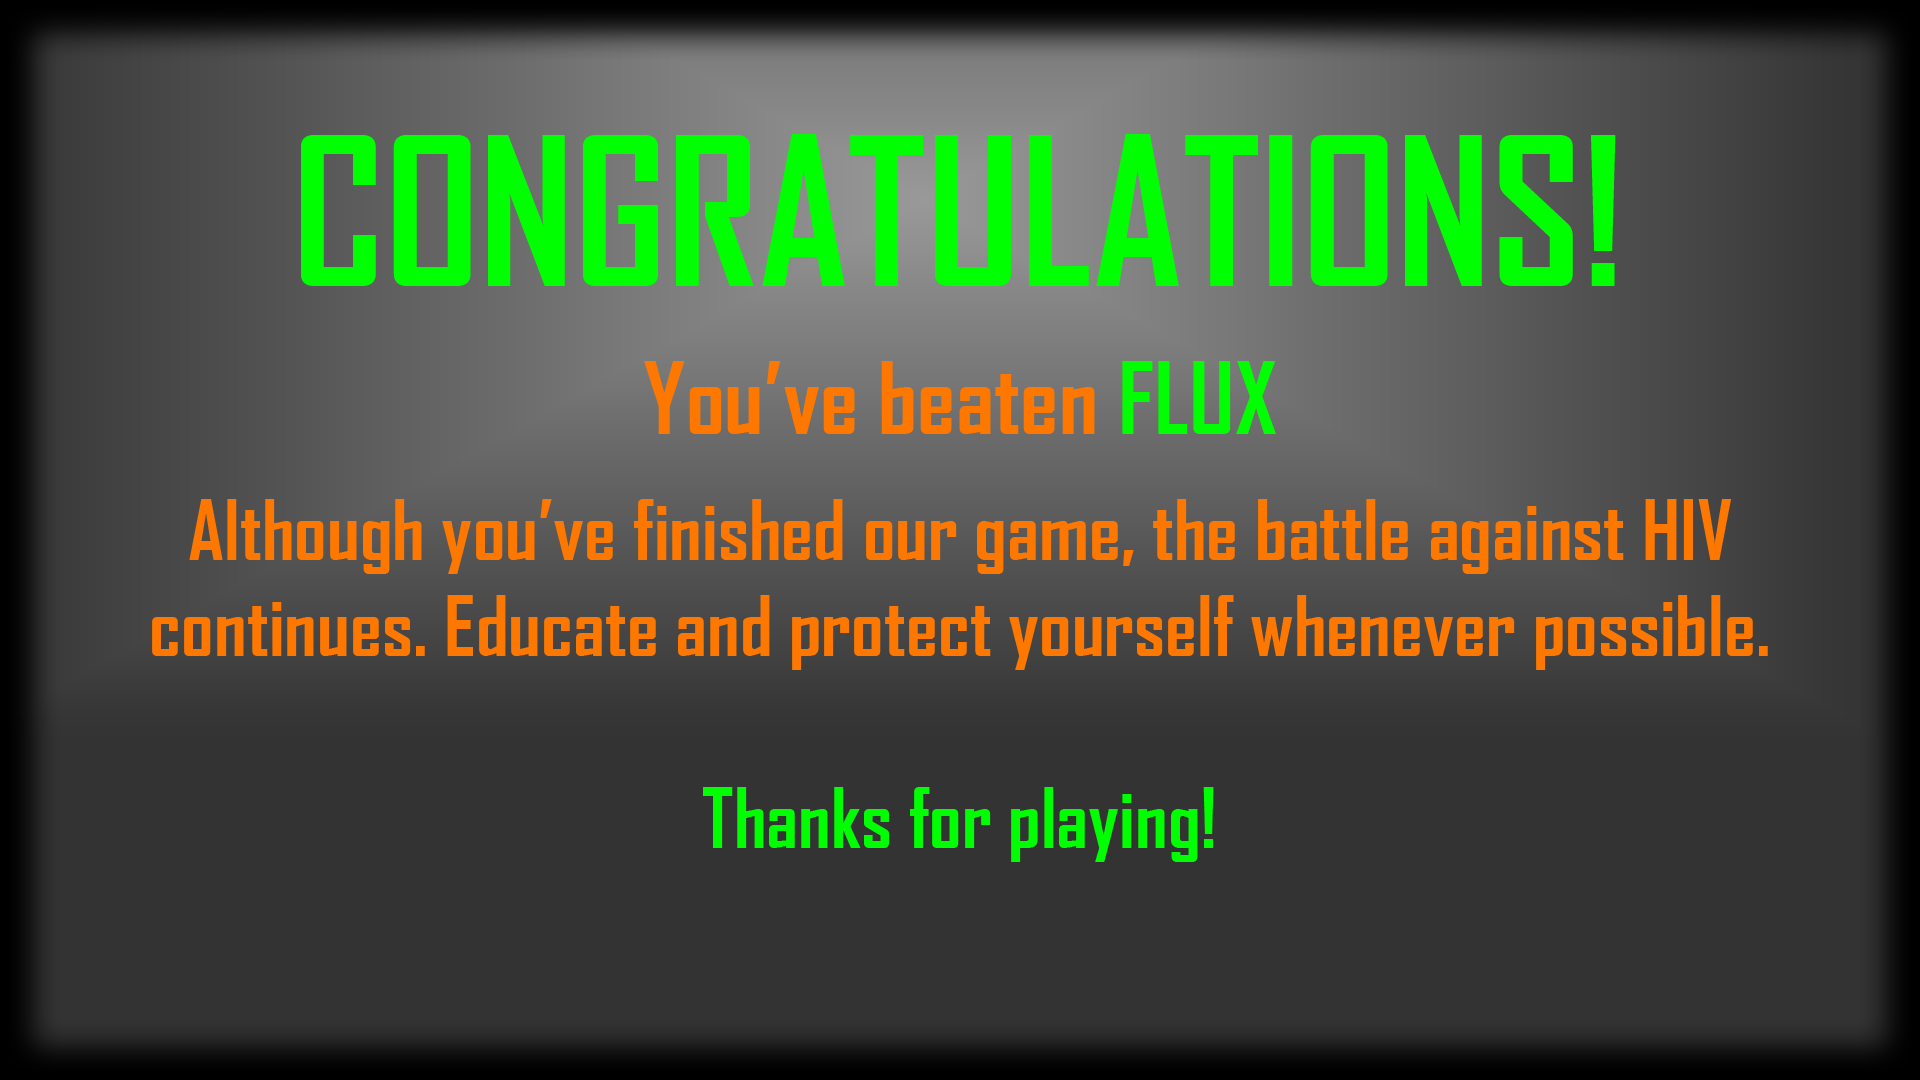 CONGRATULATIONS!
You've beaten FLUX
Although you've finished our game, the battle against HIV
continues. Educate and protect yourself whenever possible.
Thanks for playing!